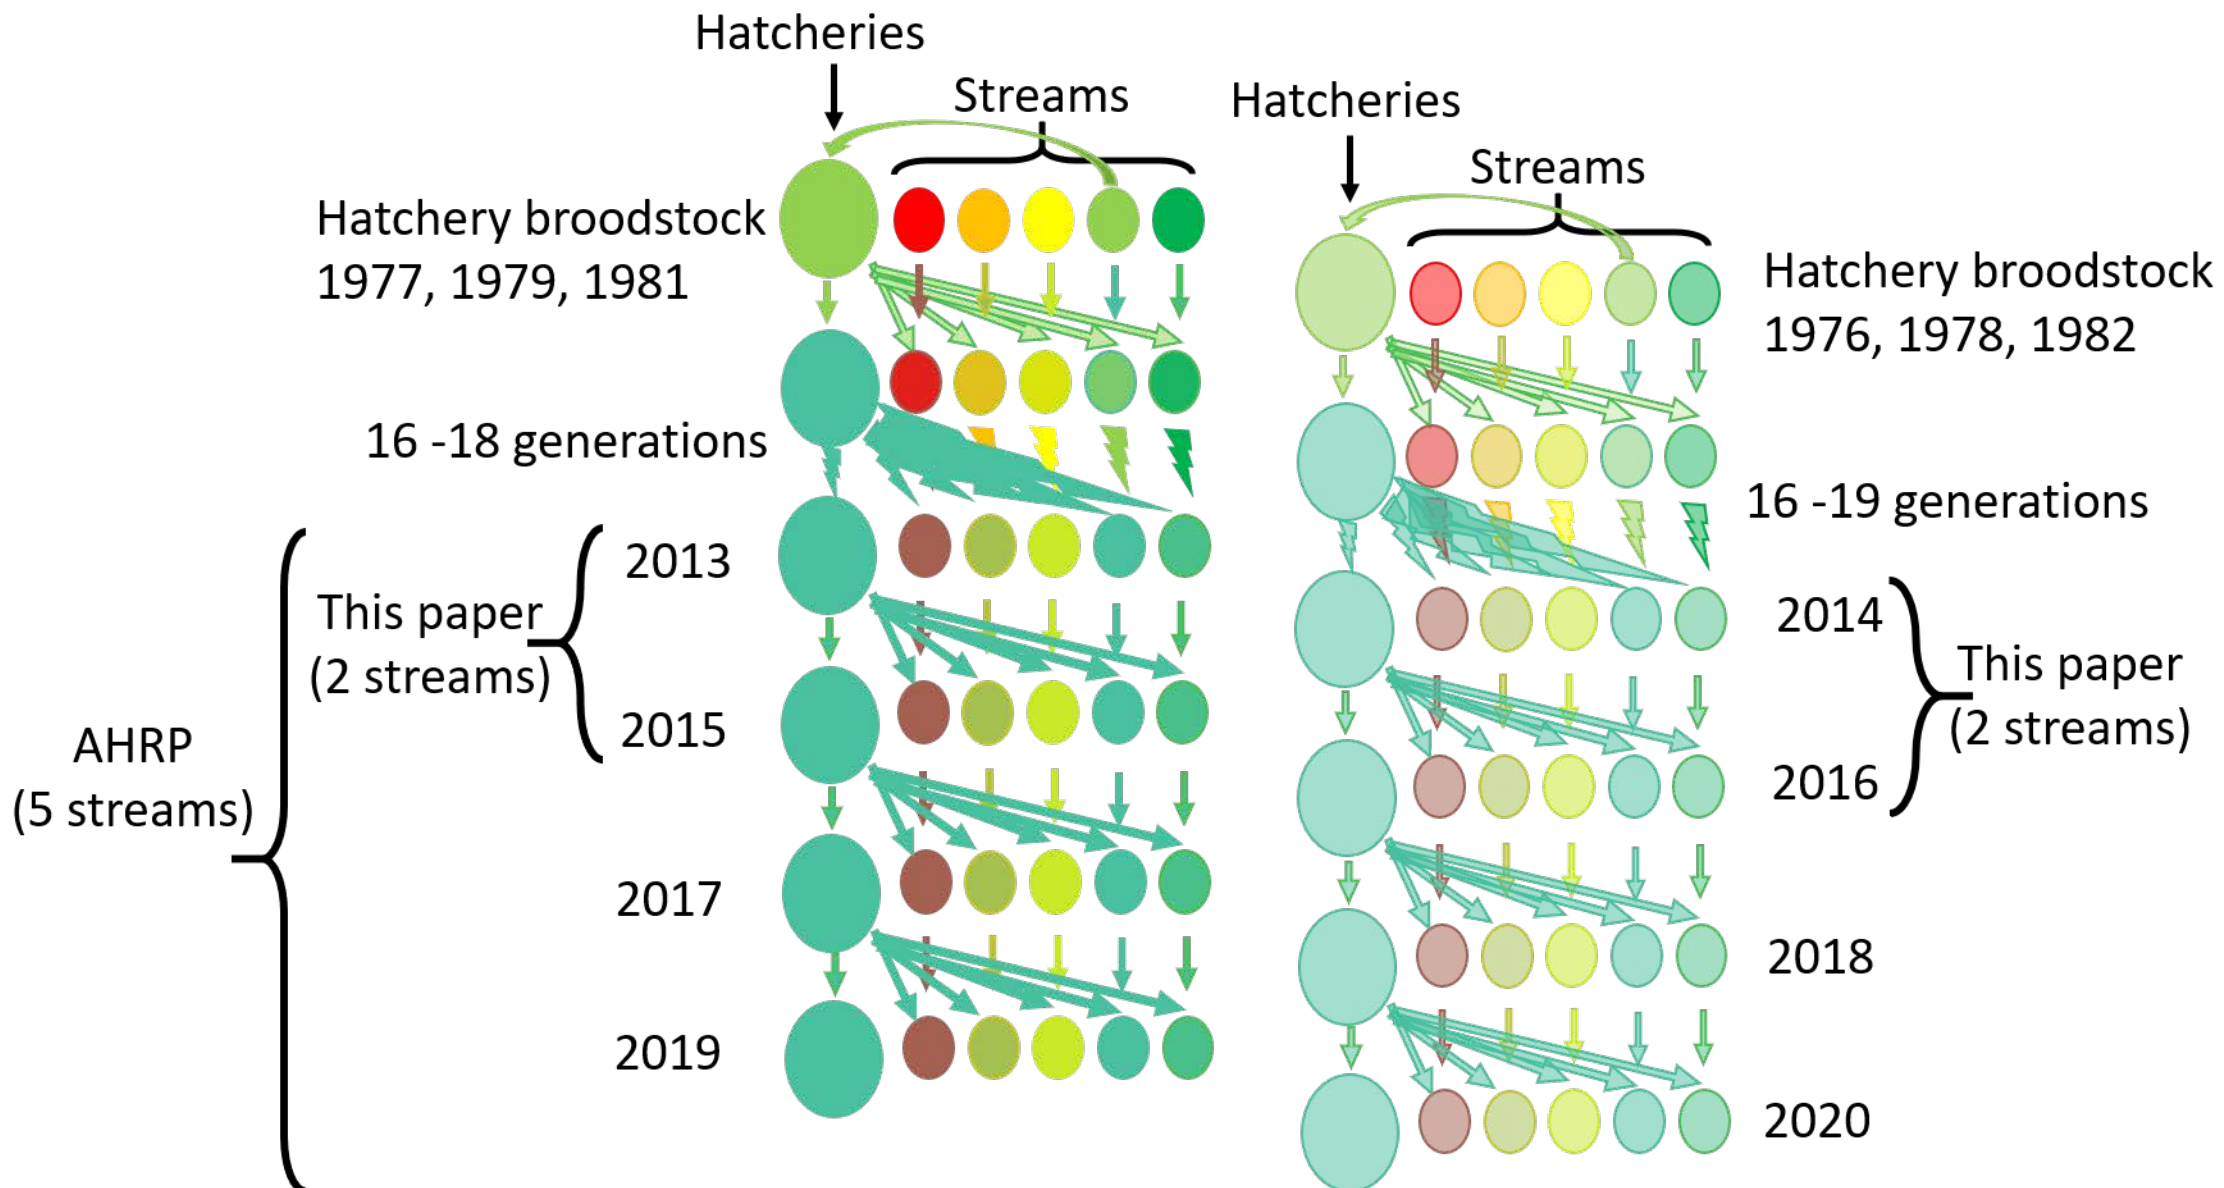 Hatcheries
Streams
Hatchery broodstock
1977, 1979, 1981
16 -18 generations
2013
This paper
(2 streams)
2015
AHRP
(5 streams)
2017
2019
Hatcheries
Streams
Hatchery broodstock
1976, 1978, 1982
16 -19 generations
2014
This paper
(2 streams)
2016
2018
2020